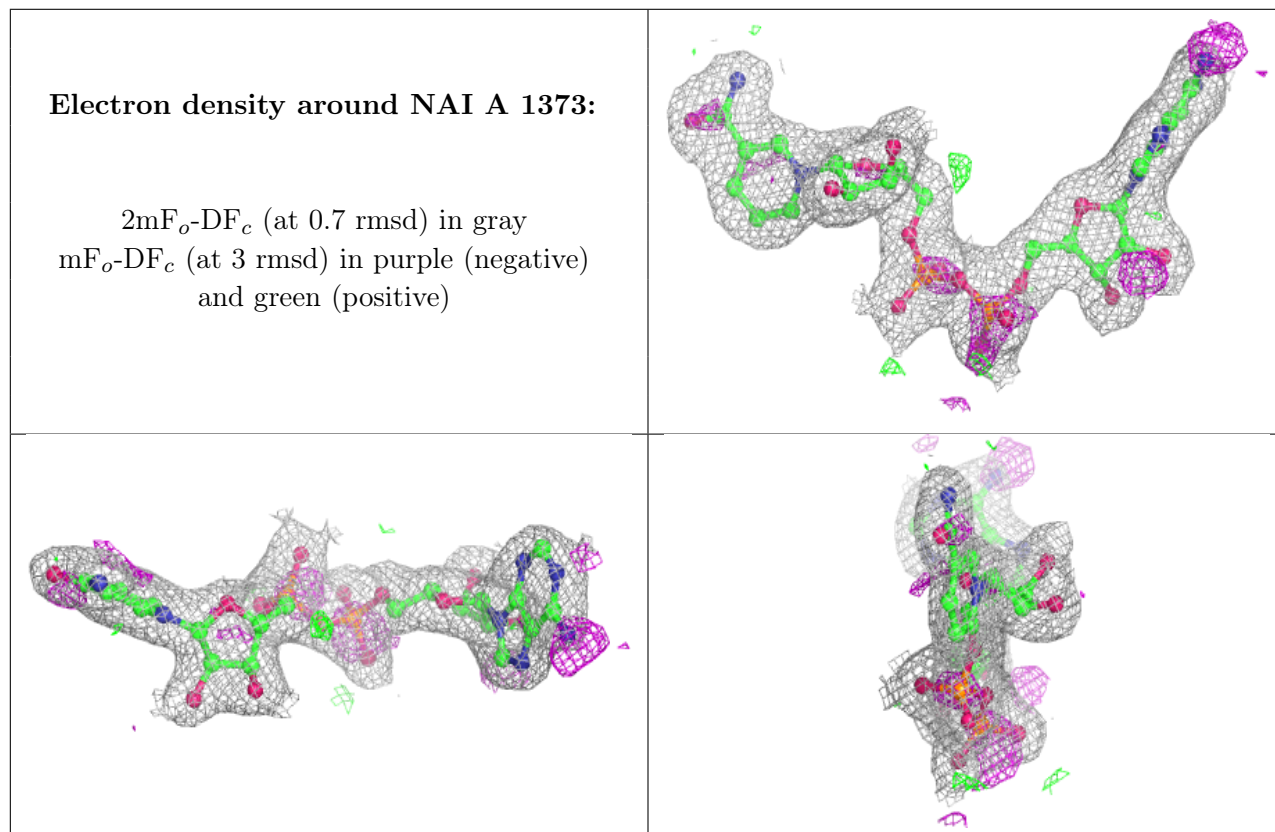 Electron density around NAI A 1373:
2mFo-DFc (at 0.7 rmsd) in gray
mFo-DFc (at 3 rmsd) in purple (negative)
and green (positive)